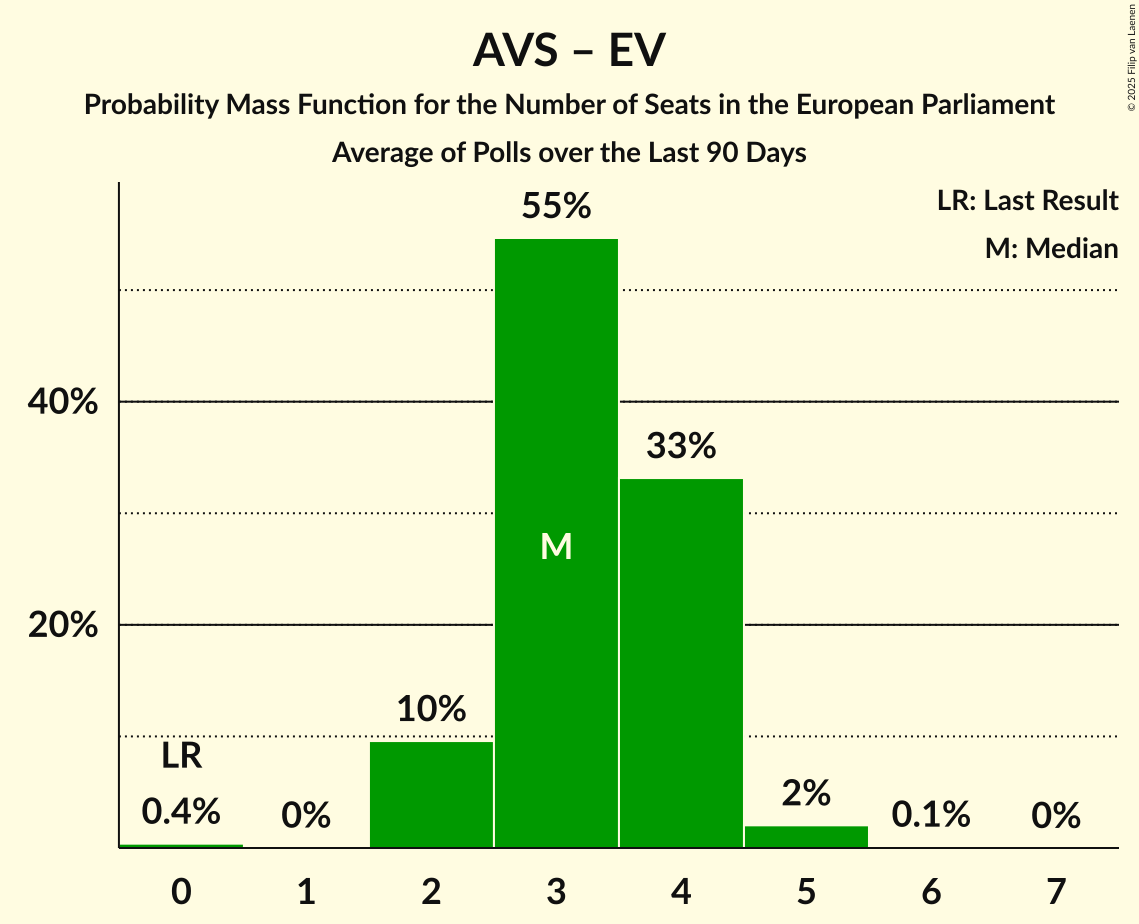 AVS – EV
Probability Mass Function for the Number of Seats in the European Parliament
Average of Polls over the Last 90 Days
© 2025 Filip van Laenen
LR: Last Result
M: Median
55%
40%
33%
M
20%
10%
LR
0.4%
0%
2%
0.1%
0%
0 1 2 3 4 5 6 7